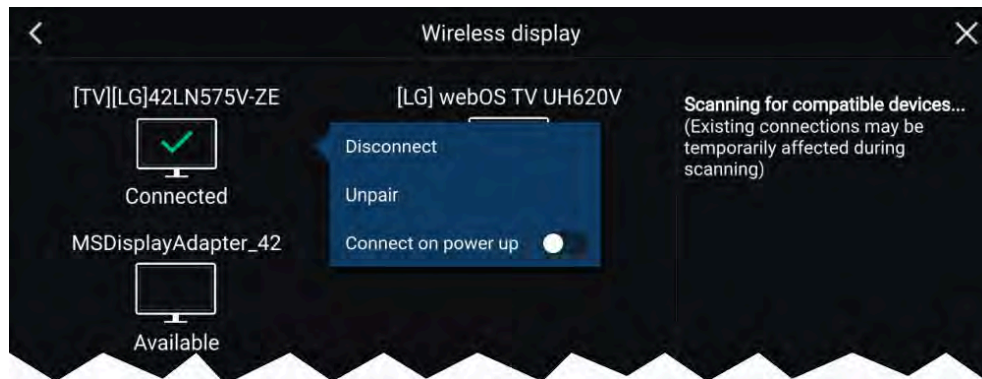 Wireless display
[TV][LG]42LN575V-ZE
Connected
[LG] webOS TV UH620V
Disconnect
Unpair
Connect on power up
MSDisplayAdapter_42
Available
Scanning for compatible devices...
(Existing connections may be
temporarily affected during
scanning)